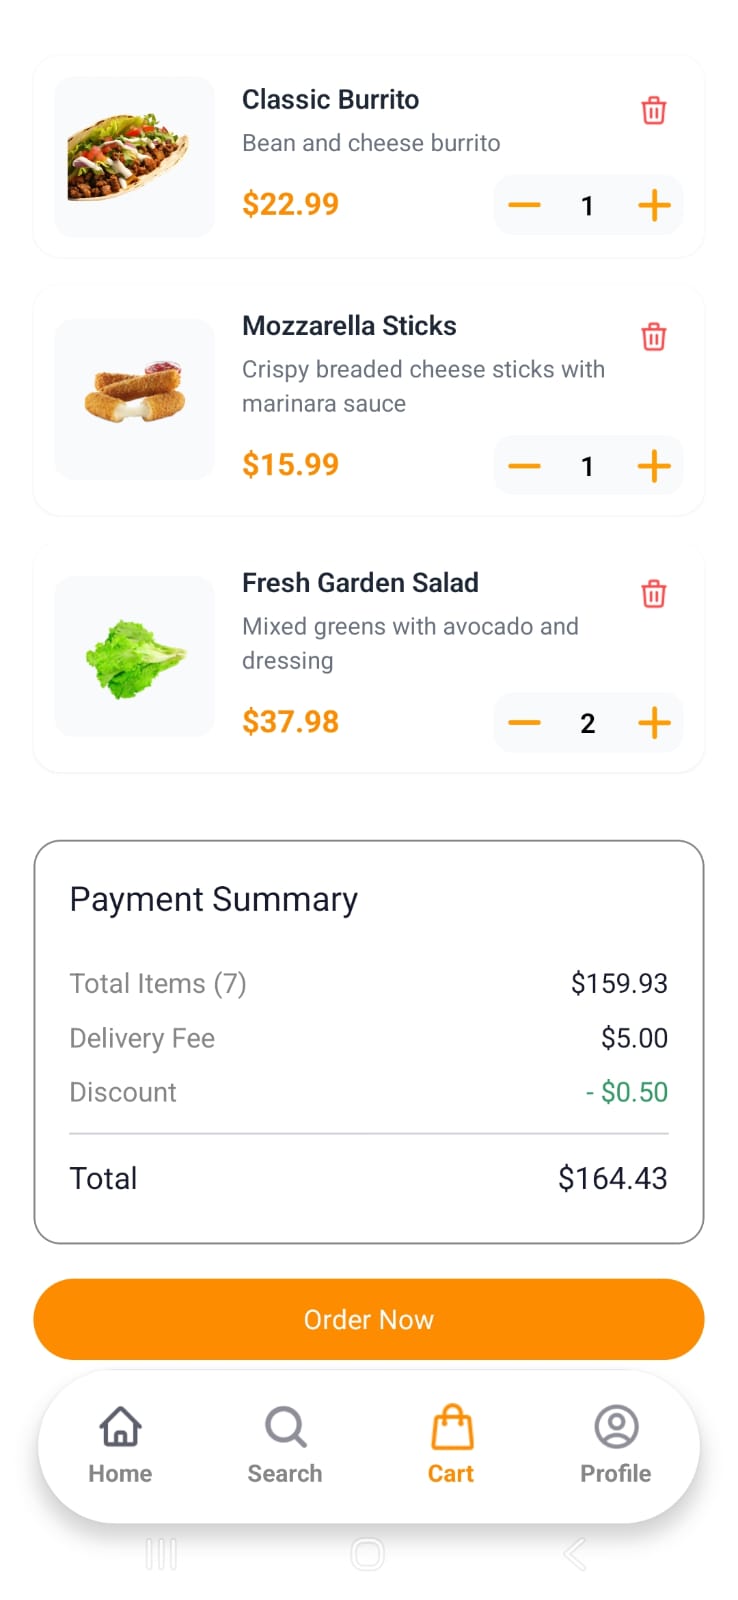 Classic Burrito
Bean and cheese burrito
$22.99
1
Mozzarella Sticks
Crispy breaded cheese sticks with
marinara sauce
$15.99
1
Fresh Garden Salad
Mixed greens with avocado and
dressing
$37.98
2
Payment Summary
Total Items (7) $159.93
Delivery Fee $5.00
Discount - $0.50
Total $164.43
Order Now
Home Search Cart Profile